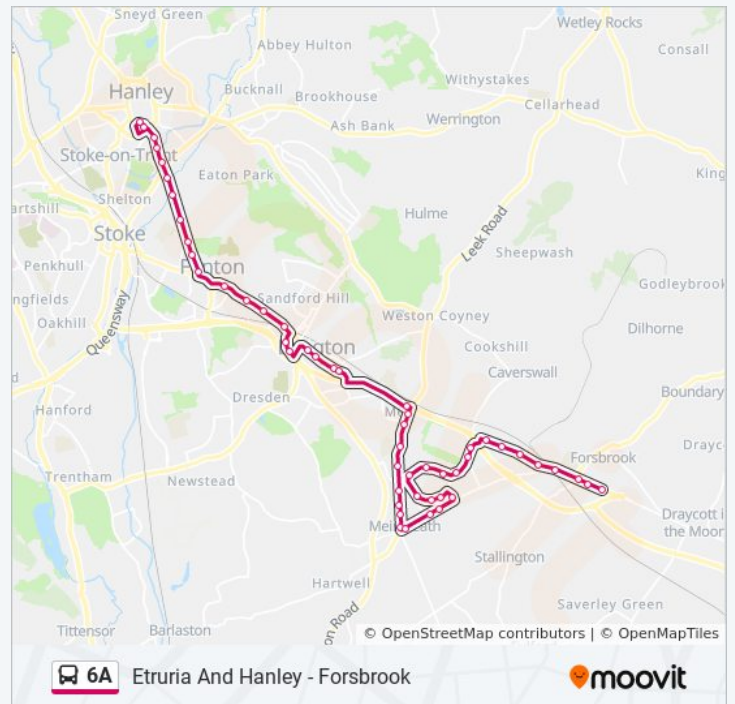 Sneyd Green
Wetley Rocks
Abbey Hulton
Consall
Hanley
Bucknall
Brookhouse
Withystakes
Cellarhead
Ash Bank
Werrington
Stoke-on-Trent
Eaton Park
King
artshill
Shelton
Hulme
Leek Road
Stoke
Sheepwash
Penkhull
Godleybrook
ngfields
Sandford Hill
Queensway
Oakhill
Weston Coyney
Dilhorne
Cookshill
Caverswall
d
Dresden
Boundary
Hanford
Drayc
Forsbrook
Trentham
Newstead
Draycott i
the Moor
Stallington
Hartwell
Saverley Green
on Road
Tittensor
Barlaston
© OpenStreetMap contributors | © OpenMapTiles
6A
Etruria And Hanley - Forsbrook
moovit